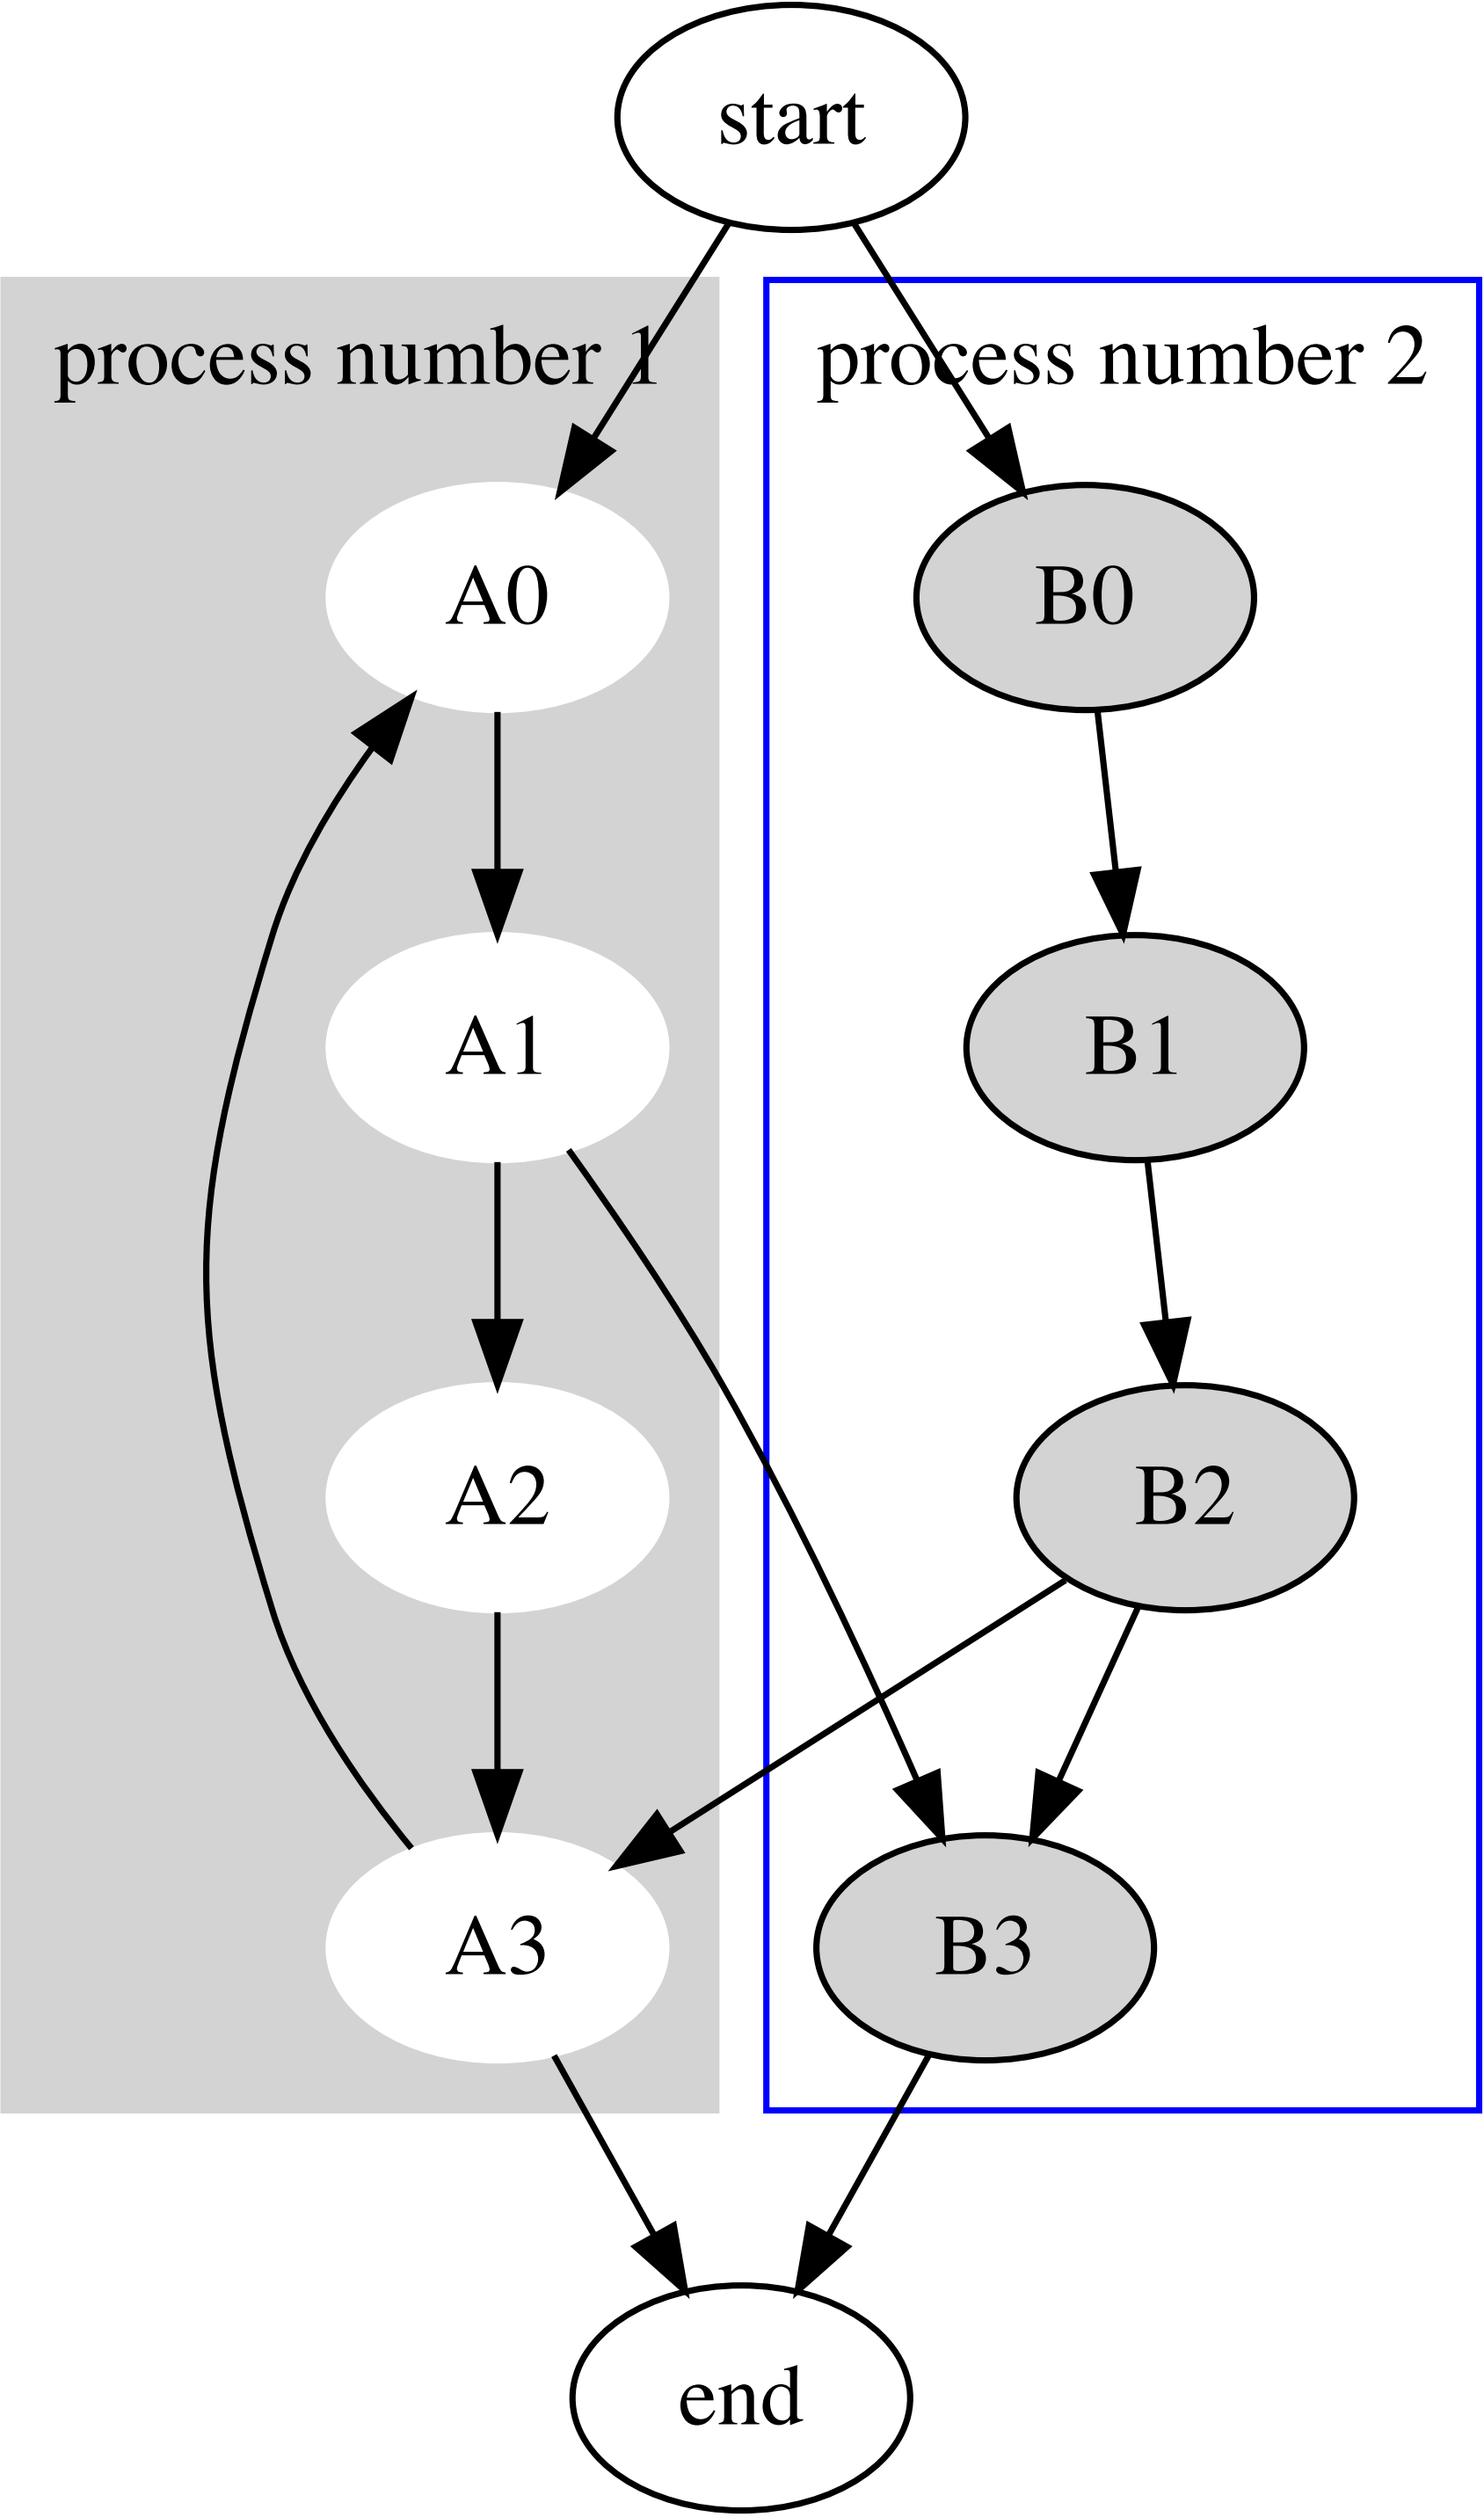 start
process number 1
process number 2
A0
B0
A1
B1
A2
B2
A3
B3
end